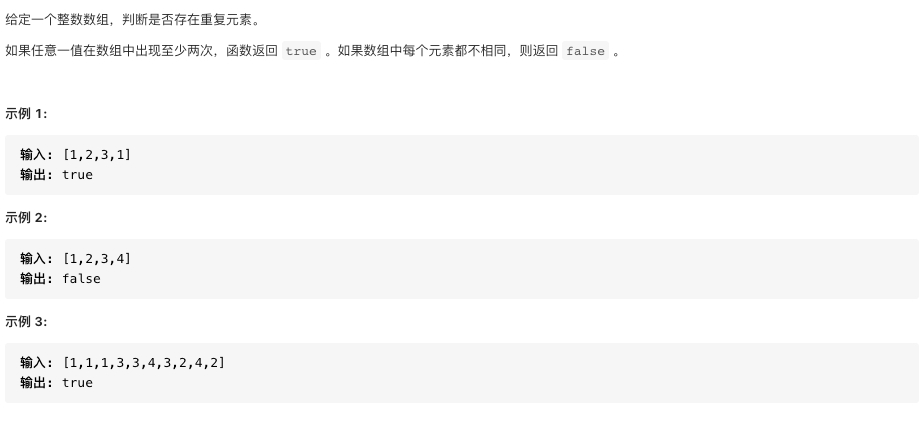 给定一个整数数组，判断是否存在重复元素。
如果任意一值在数组中出现至少两次，函数返回 true 。如果数组中每个元素都不相同，则返回 false 。
示例 1:
输入: [1,2,3,1]
输出: true
示例 2:
输入: [1,2,3,4]
输出: false
示例 3:
输入: [1,1,1,3,3,4,3,2,4,2]
输出: true